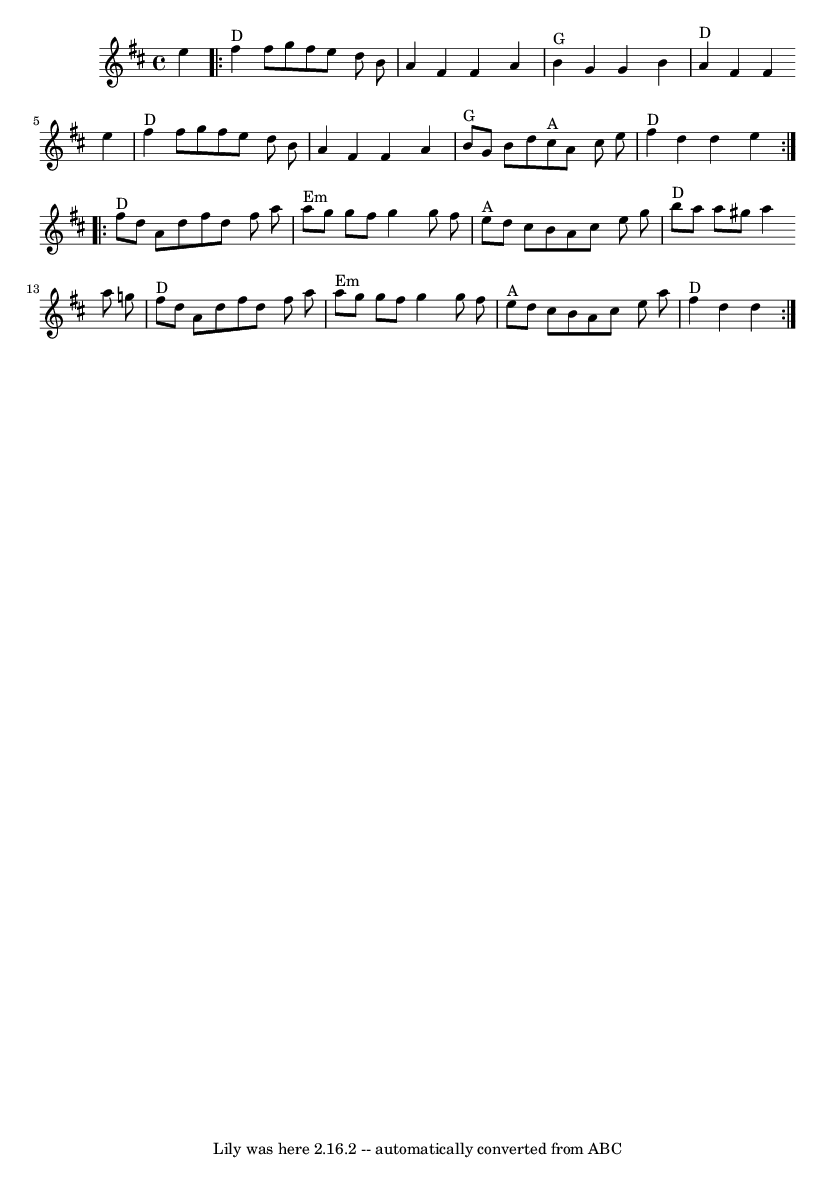 D G D
5 D G A D
D Em A D
13 D Em A D
Lily was here 2.16.2 -- automatically converted from ABC